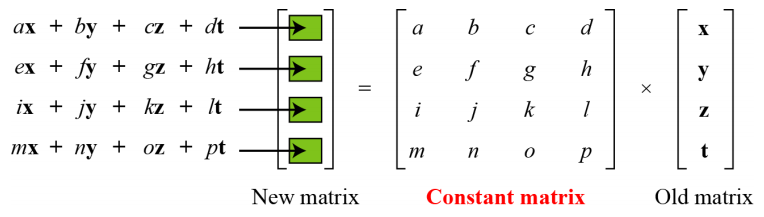 ax + by + cz + dt
ex + fy + gz + ht
ix + jy + kz + lt
mx + ny + oz + pt
=
a b c d
e f g h
i j k l
m n o p
×
x
y
z
t
New matrix Constant matrix Old matrix